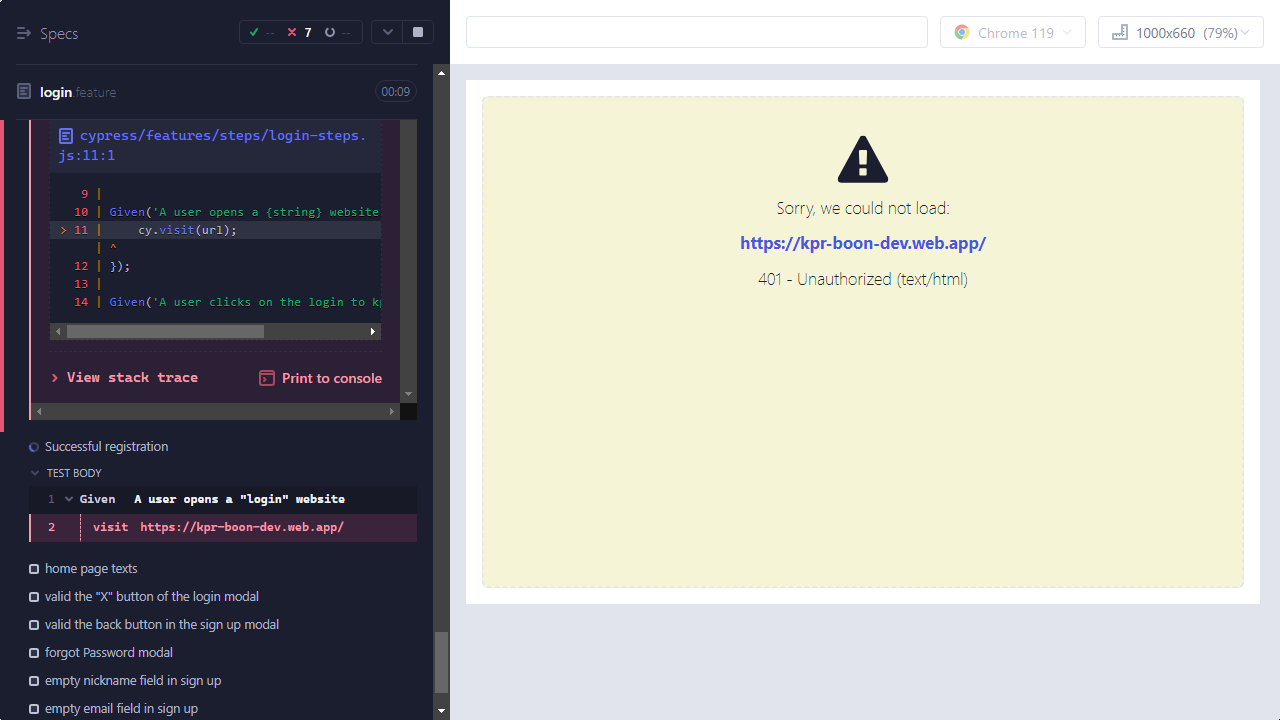 Specs
-- 7 --
login.feature 00:09
cypress/features/steps/login-steps.
js:11:1
9 |
10 | Given('A user opens a {string} website
> 11 | cy.visit(url);
| ^
12 | });
13 |
14 | Given('A user clicks on the login to
View stack trace
Print to console
Successful registration
TEST BODY
1 Given A user opens a "login" website
2 visit https://kpr-boon-dev.web.app/
home page texts
valid the "X" button of the login modal
valid the back button in the sign up modal
forgot Password modal
empty nickname field in sign up
empty email field in sign up
Chrome 119
1000x660 (79%)
Sorry, we could not load:
https://kpr-boon-dev.web.app/
401 - Unauthorized (text/html)